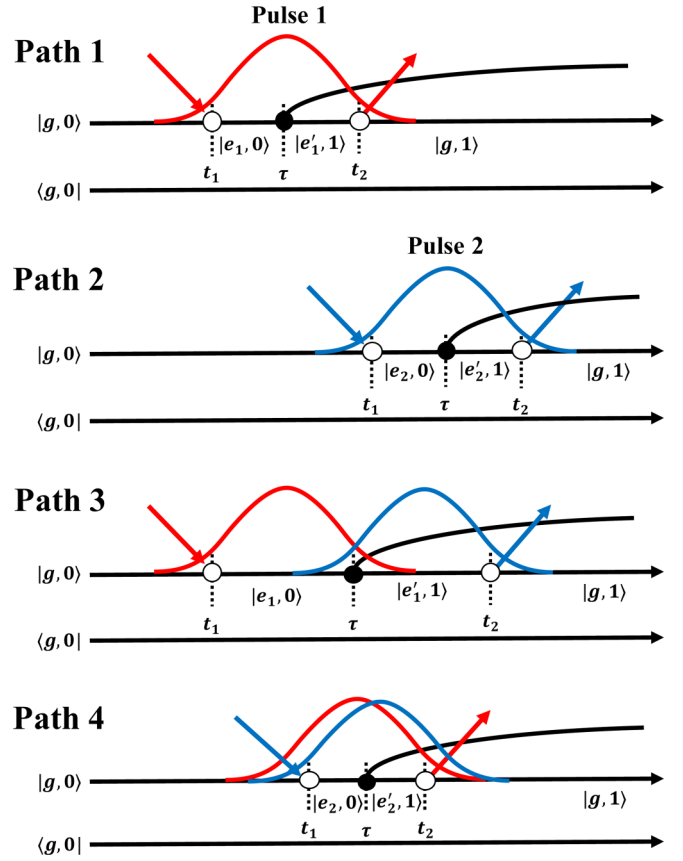 Pulse 1
Path 1
|g, 0⟩
|e₁, 0⟩ |e′₁, 1⟩ |g, 1⟩
t₁ τ t₂
⟨g, 0|
Pulse 2
Path 2
|g, 0⟩
|e₂, 0⟩ |e′₂, 1⟩ |g, 1⟩
t₁ τ t₂
⟨g, 0|
Path 3
|g, 0⟩
|e₁, 0⟩ |e′₁, 1⟩ |g, 1⟩
t₁ τ t₂
⟨g, 0|
Path 4
|g, 0⟩
|e₂, 0⟩ |e′₂, 1⟩ |g, 1⟩
t₁ τ t₂
⟨g, 0|